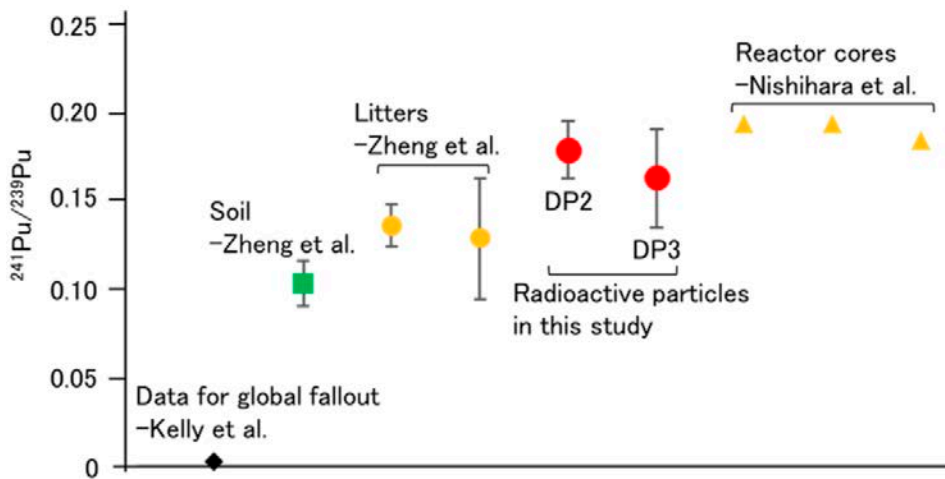 0.25
0.20
0.15
0.10
0.05
0
²⁴¹Pu/²³⁹Pu
Data for global fallout
−Kelly et al.
Soil
−Zheng et al.
Litters
−Zheng et al.
DP2
DP3
Radioactive particles
in this study
Reactor cores
−Nishihara et al.